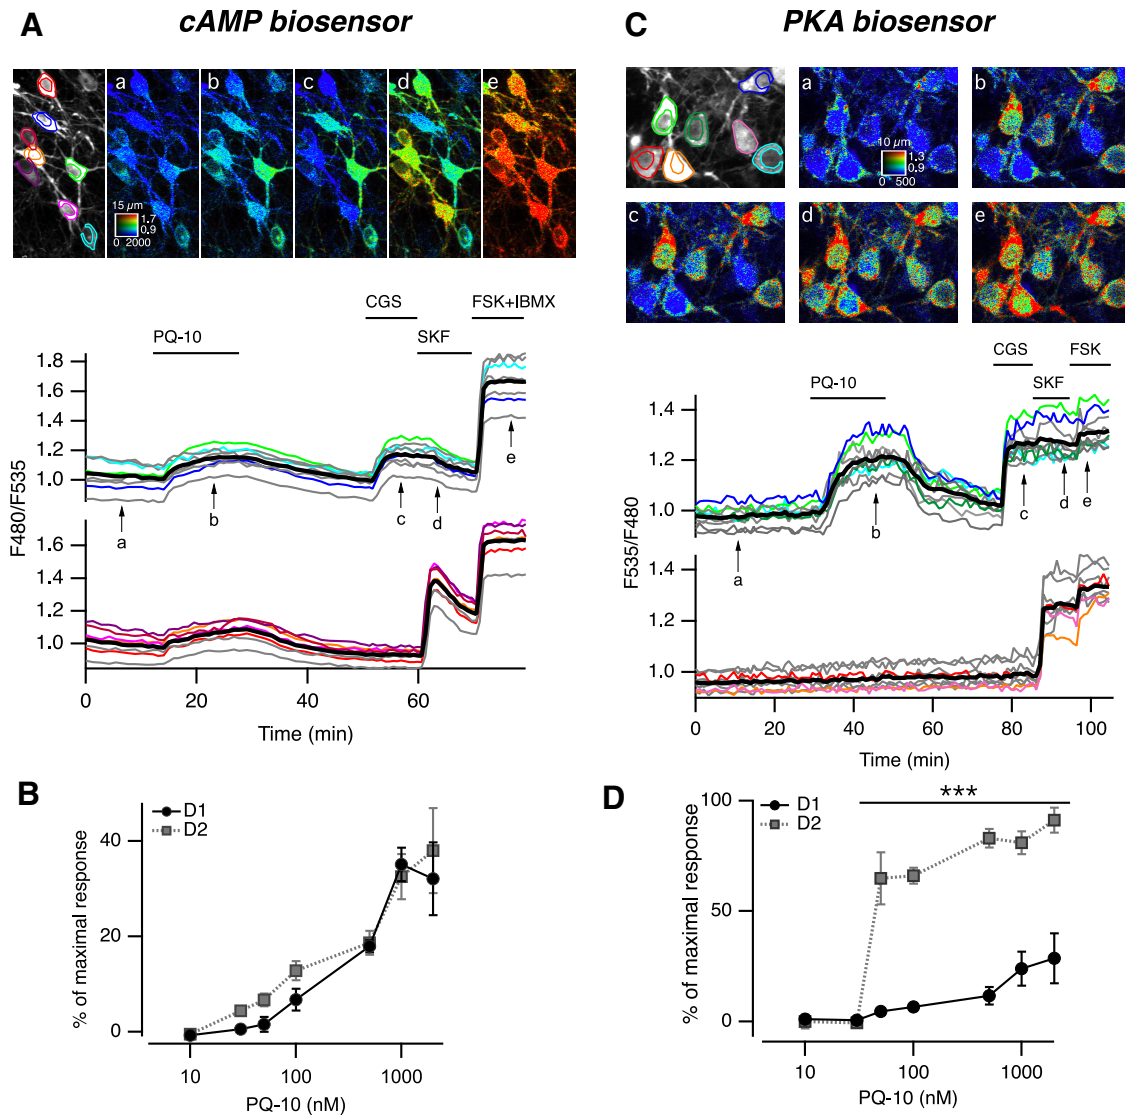 A
cAMP biosensor
a b c d e
15 µm
1.7
0.9
0 2000
CGS
FSK+IBMX
PQ-10
SKF
1.8
1.6
1.4
1.2
1.0
a
b
c
d
e
F480/F535
1.6
1.4
1.2
1.0
0 20 40 60
Time (min)
B
D1
D2
40
20
0
% of maximal response
10 100 1000
PQ-10 (nM)
C
PKA biosensor
a
b
10 µm
1.3
0.9
0 500
c
d
e
CGS
FSK
PQ-10
SKF
1.4
1.2
1.0
a
b
c
d
e
F535/F480
1.4
1.2
1.0
0 20 40 60 80 100
Time (min)
D
D1
D2
***
100
50
0
% of maximal response
10 100 1000
PQ-10 (nM)